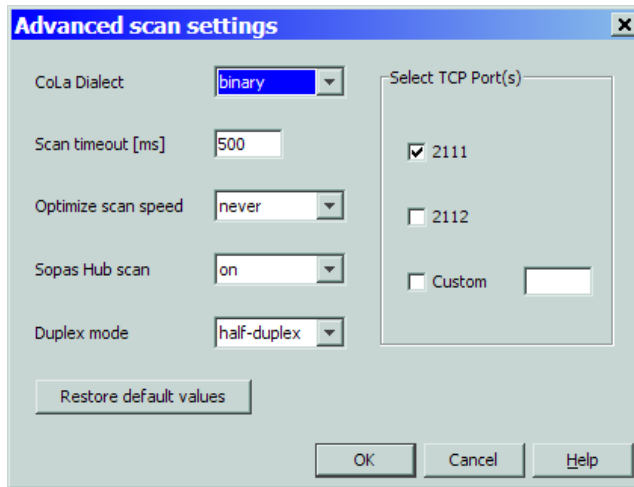 Advanced scan settings
CoLa Dialect
binary
Scan timeout [ms]
500
Optimize scan speed
never
Sopas Hub scan
on
Duplex mode
half-duplex
Restore default values
Select TCP Port(s)
2111
2112
Custom
OK
Cancel
Help